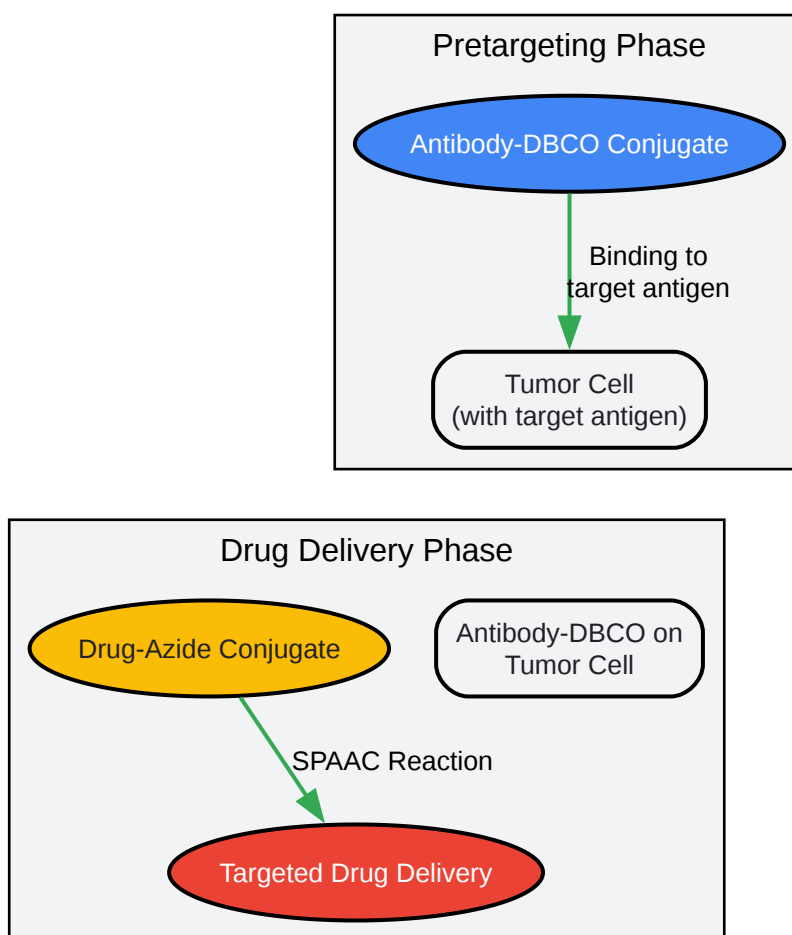 Pretargeting Phase
Antibody-DBCO Conjugate
Binding to
target antigen
Tumor Cell
(with target antigen)
Drug Delivery Phase
Drug-Azide Conjugate
Antibody-DBCO on
Tumor Cell
SPAAC Reaction
Targeted Drug Delivery